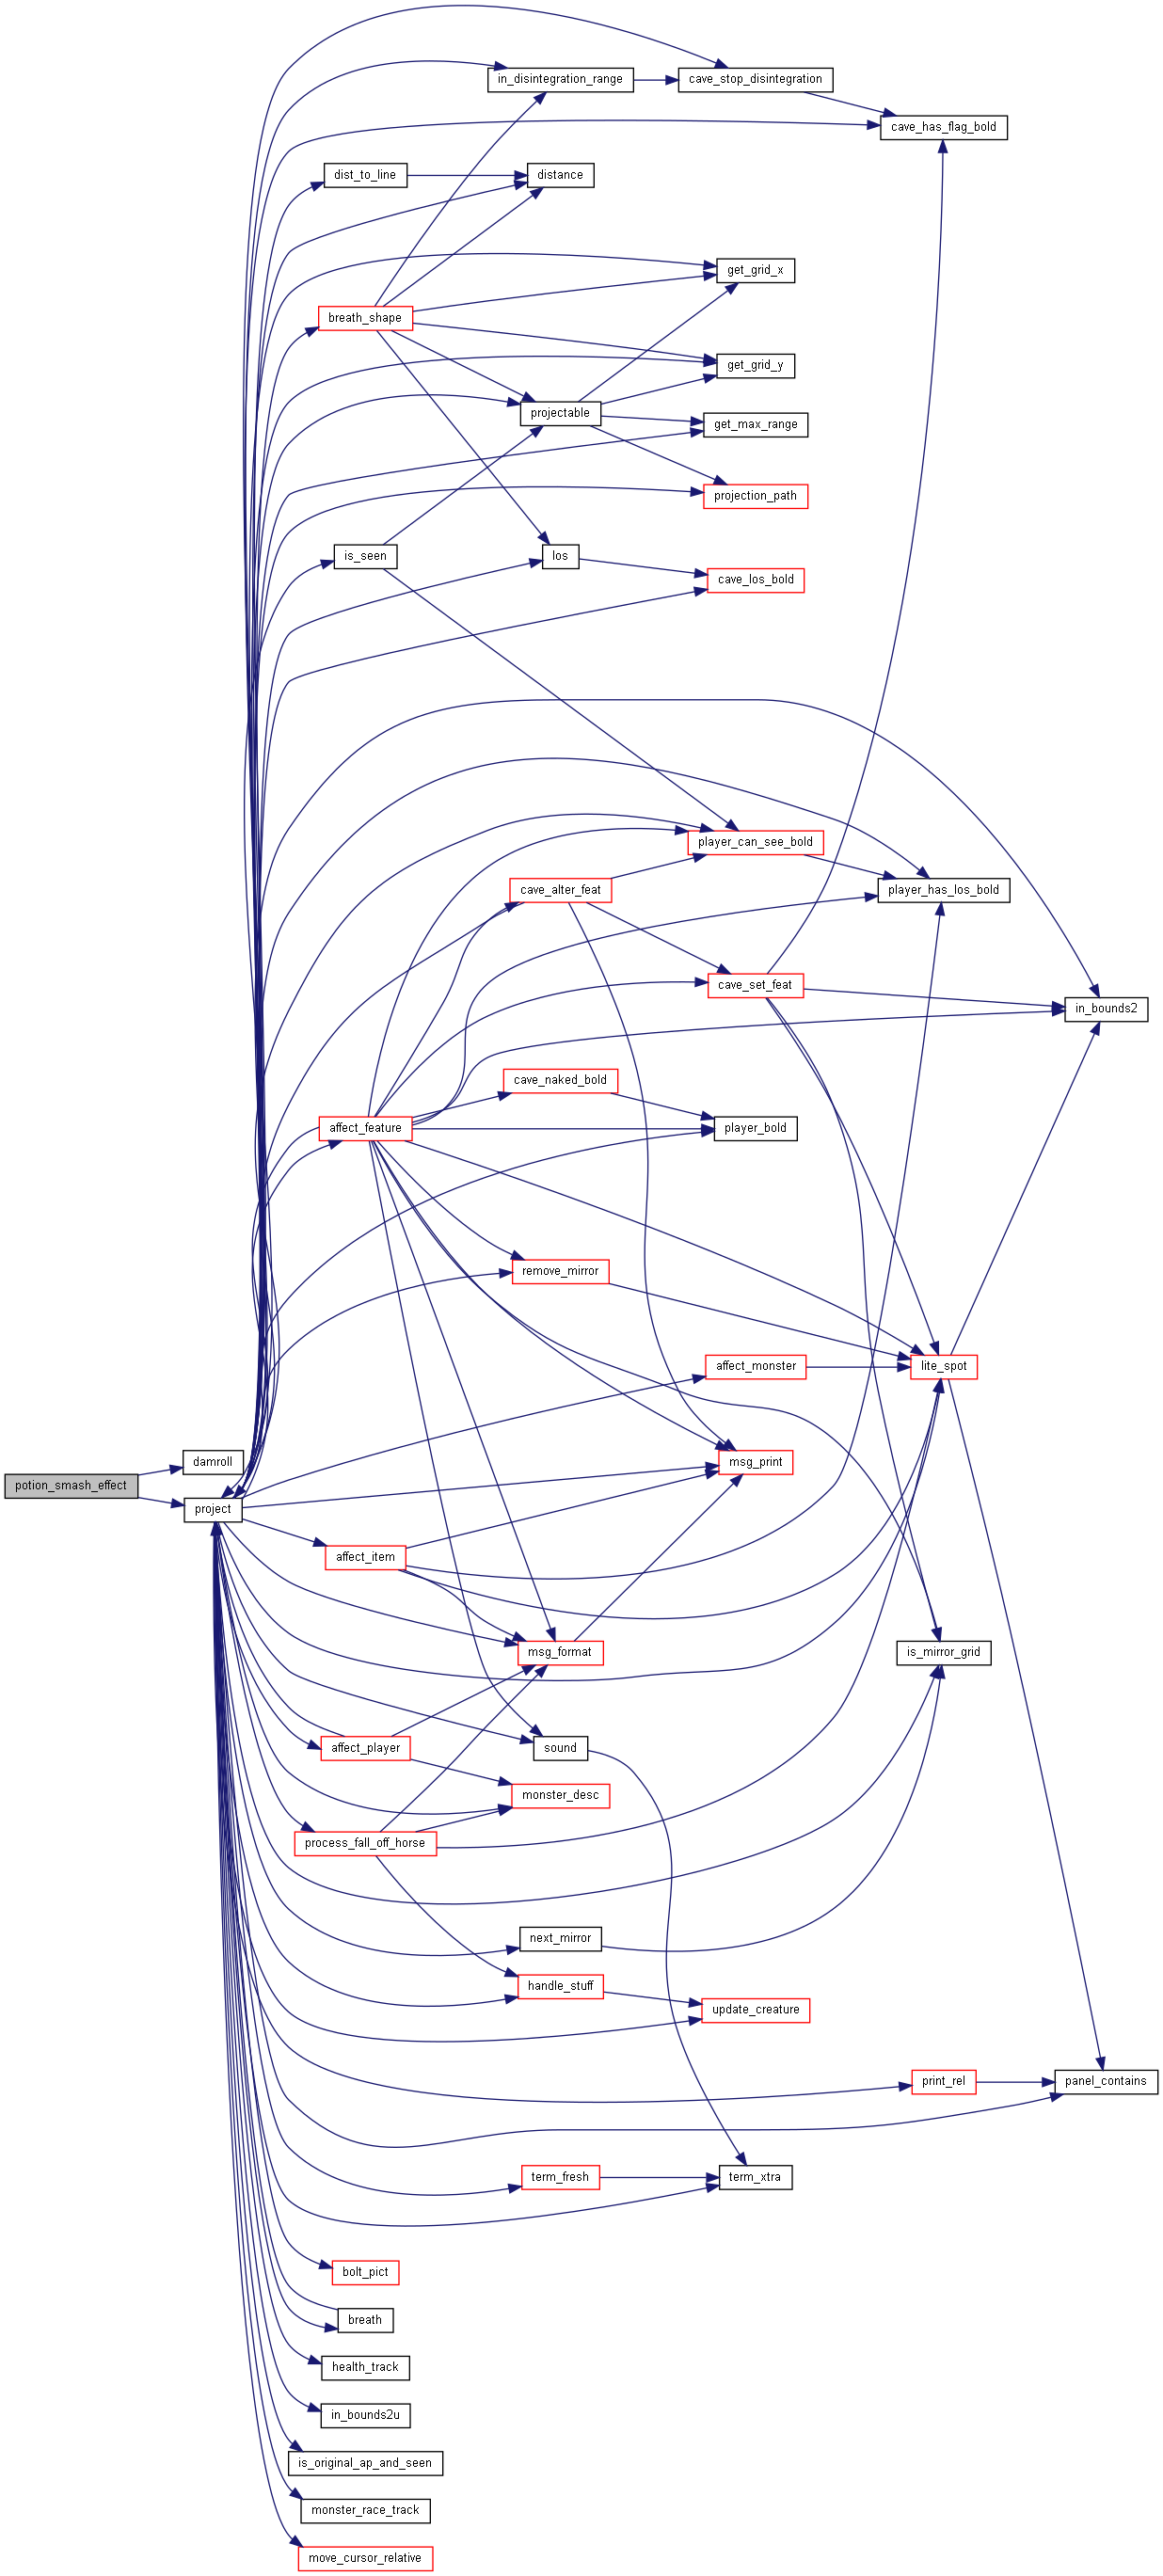 in_disintegration_range
cave_stop_disintegration
cave_has_flag_bold
dist_to_line
distance
get_grid_x
breath_shape
get_grid_y
projectable
get_max_range
projection_path
is_seen
los
cave_los_bold
player_can_see_bold
cave_alter_feat
player_has_los_bold
cave_set_feat
in_bounds2
cave_naked_bold
affect_feature
player_bold
remove_mirror
affect_monster
lite_spot
damroll
msg_print
potion_smash_effect
project
affect_item
msg_format
is_mirror_grid
affect_player
sound
monster_desc
process_fall_off_horse
next_mirror
handle_stuff
update_creature
print_rel
panel_contains
term_fresh
term_xtra
bolt_pict
breath
health_track
in_bounds2u
is_original_ap_and_seen
monster_race_track
move_cursor_relative